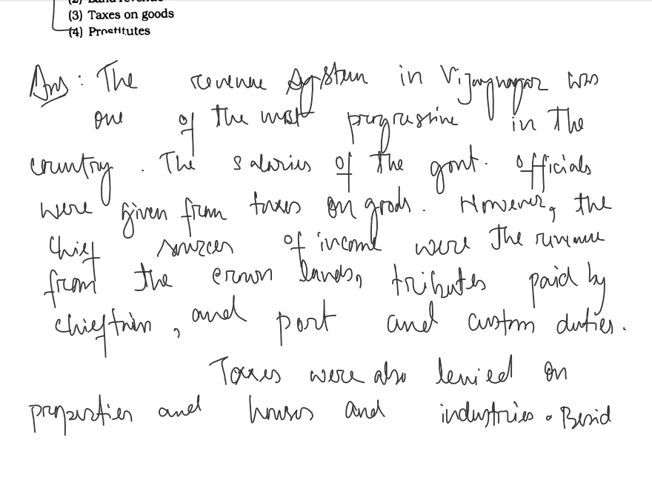 (2) Land revenue
(3) Taxes on goods
(4) Prostitutes
Ans : The revenue system in Vijaynagar was
one of the most progressive in the
country. The salaries of the govt. officials
were given from taxes on goods. However, the
chief sources of income were the revenue
from the crown lands, tributes paid by
chieftain, and port and custom duties.
Taxes were also levied on
properties and houses and industries. Besid